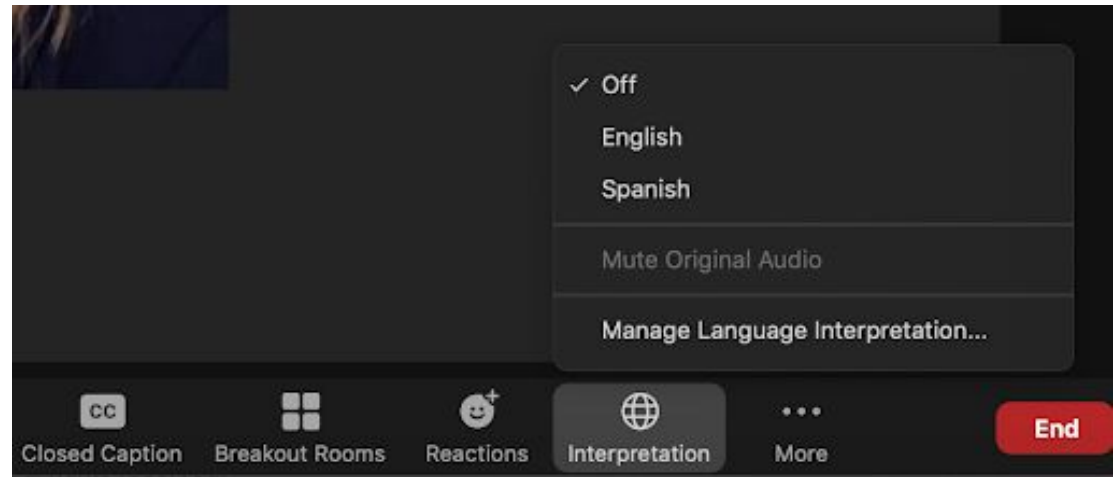 Off
English
Spanish
Mute Original Audio
Manage Language Interpretation...
CC
Closed Caption
Breakout Rooms
Reactions
Interpretation
More
End